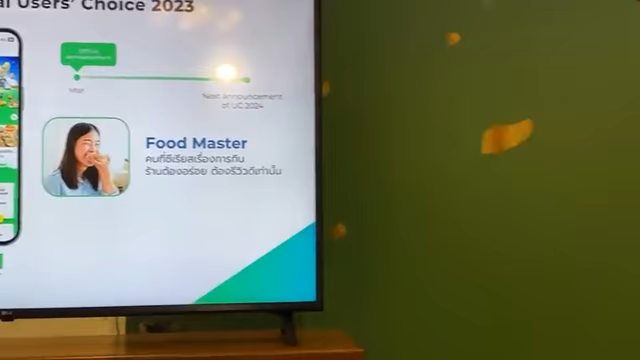 Users' Choice 2023
Mar
Next announcement
of UC 2024
Food Master
คนที่ซีเรียสเรื่องการกิน
ร้านต้องอร่อย ต้องรีวิวดีเท่านั้น